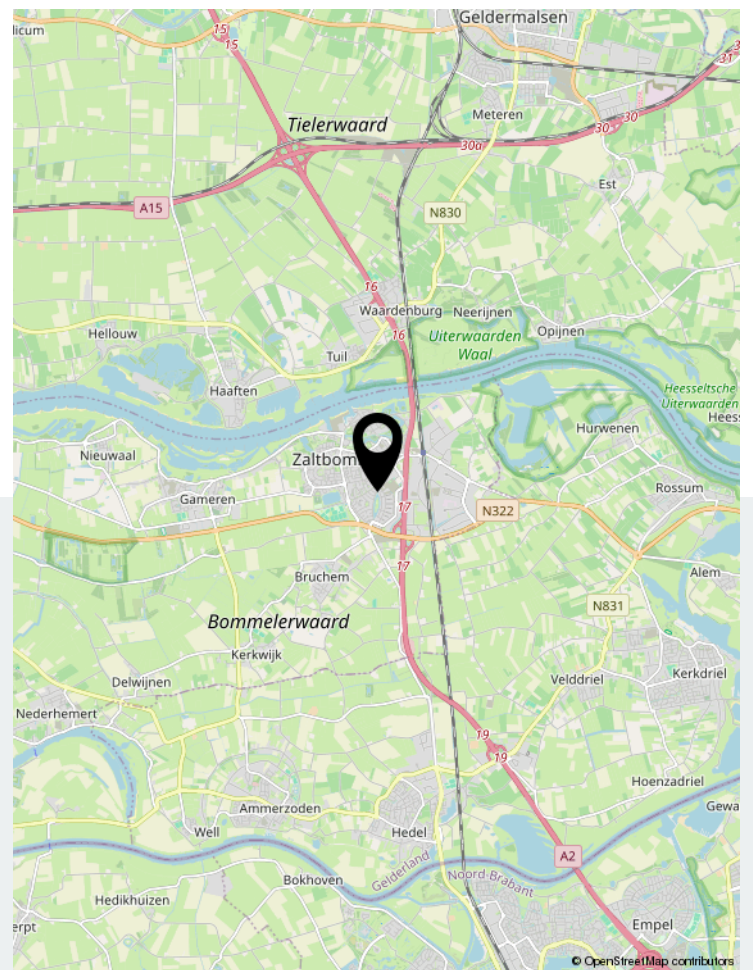 Geldermalsen
licum
15
15
31
Meteren
Tielerwaard
30
30
30a
Est
A15
N830
16
Waardenburg
Neerijnen
Hellouw
16
Opijnen
Uiterwaarden
Waal
Tuil
Haaften
Heesseltsche
Uiterwaarden
Heess
Hurwenen
Nieuwaal
Zaltbom
Gameren
Rossum
17
N322
17
Alem
Bruchem
N831
Bommelerwaard
Kerkwijk
Delwijnen
Velddriel
Kerkdriel
Nederhemert
19
19
Hoenzadriel
Ammerzoden
Gewa
Well
Hedel
A2
Gelderland
Noord-Brabant
Bokhoven
Hedikhuizen
erpt
Empel
© OpenStreetMap contributors